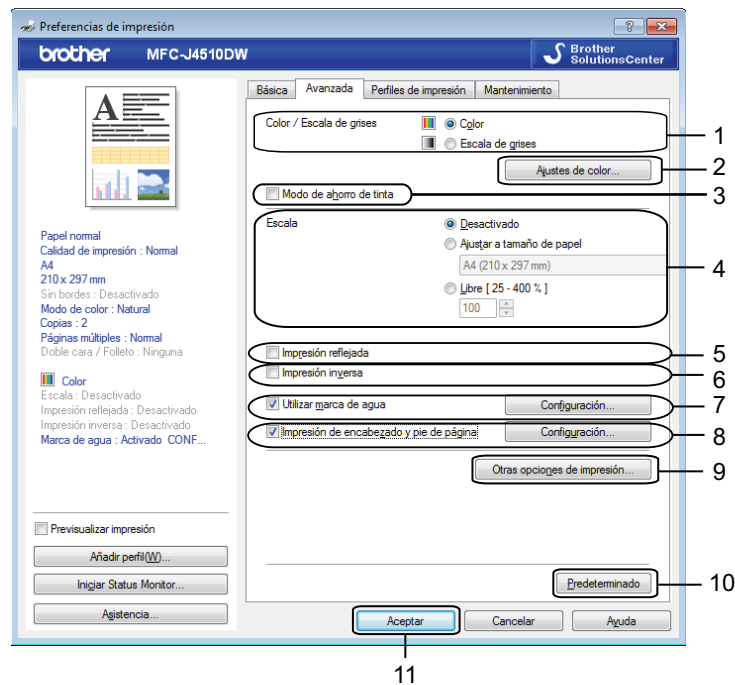 Preferencias de impresión
brother MFC-J4510DW
Brother
SolutionsCenter
Básica Avanzada Perfiles de impresión Mantenimiento
A
Papel normal
Calidad de impresión : Normal
A4
210 x 297 mm
Sin bordes : Desactivado
Modo de color : Natural
Copias : 2
Páginas múltiples : Normal
Doble cara / Folleto : Ninguna
Color
Escala : Desactivado
Impresión reflejada : Desactivado
Impresión inversa : Desactivado
Marca de agua : Activado CONF...
Previsualizar impresión
Añadir perfil(W)...
Iniciar Status Monitor...
Asistencia...
Color / Escala de grises
Color
Escala de grises
1
Ajustes de color...
2
Modo de ahorro de tinta
3
Escala
Desactivado
Ajustar a tamaño de papel
A4 (210 x 297 mm)
Libre [ 25 - 400 % ]
100
4
Impresión reflejada
5
Impresión inversa
6
Utilizar marca de agua Configuración...
7
Impresión de encabezado y pie de página Configuración...
8
Otras opciones de impresión...
9
Predeterminado
10
Aceptar Cancelar Ayuda
11